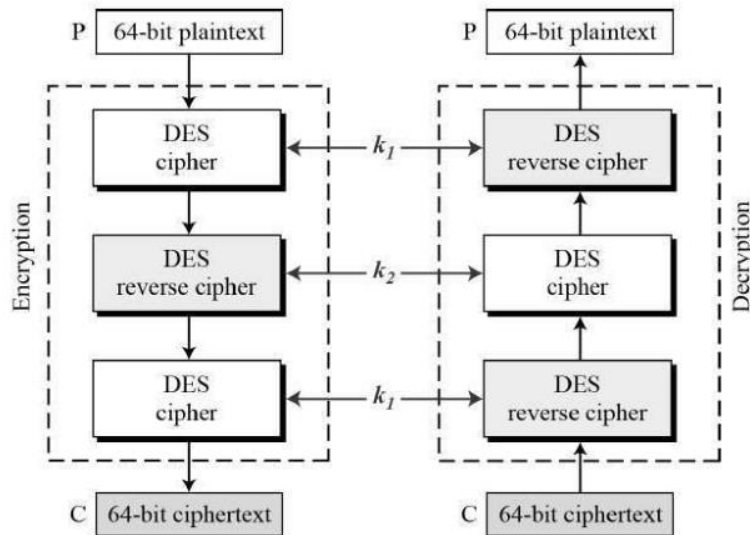 P 64-bit plaintext
P 64-bit plaintext
Encryption
DES
cipher
k1
DES
reverse cipher
DES
reverse cipher
k2
DES
cipher
DES
cipher
k1
DES
reverse cipher
Decryption
C 64-bit ciphertext
C 64-bit ciphertext